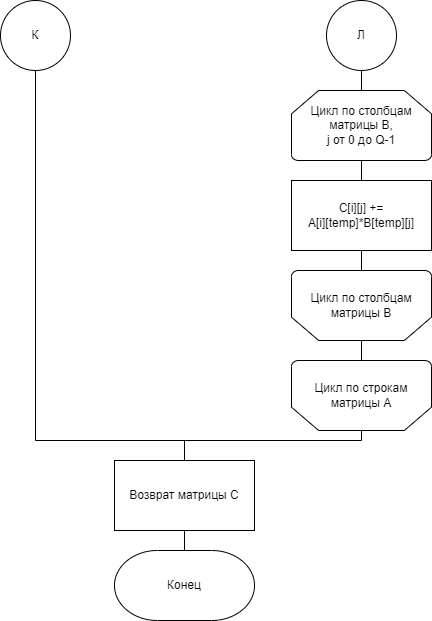 К
Л
Цикл по столбцам
матрицы B,
j от 0 до Q-1
C[i][j] +=
A[i][temp]*B[temp][j]
Цикл по столбцам
матрицы B
Цикл по строкам
матрицы A
Возврат матрицы C
Конец